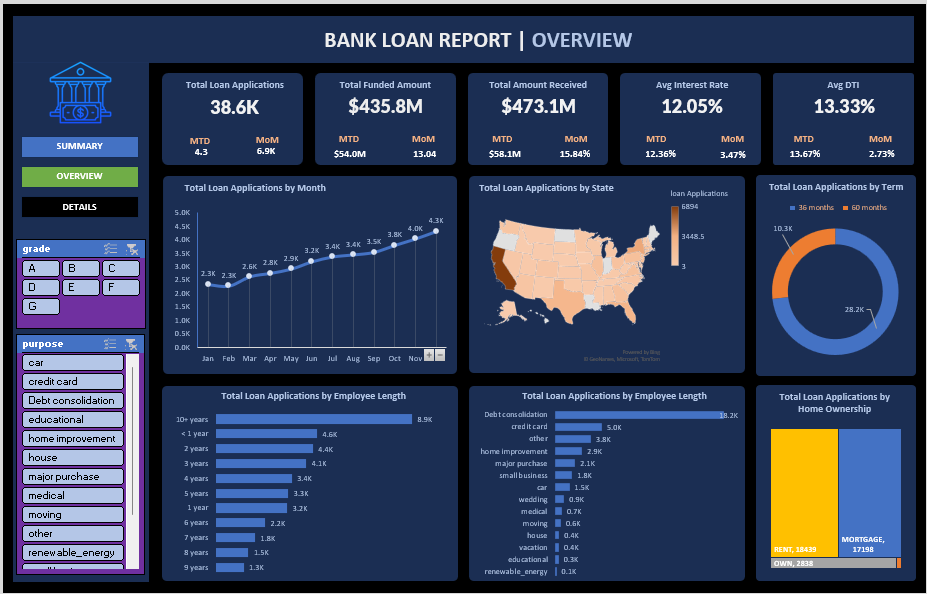 BANK LOAN REPORT | OVERVIEW
SUMMARY
OVERVIEW
DETAILS
grade
A B C
D E F
G
purpose
car
credit card
Debt consolidation
educational
home improvement
house
major purchase
medical
moving
other
renewable_energy
Total Loan Applications
38.6K
MTD MoM
4.3 6.9K
Total Funded Amount
$435.8M
MTD MoM
$54.0M 13.04
Total Amount Received
$473.1M
MTD MoM
$58.1M 15.84%
Avg Interest Rate
12.05%
MTD MoM
12.36% 3.47%
Avg DTI
13.33%
MTD MoM
13.67% 2.73%
Total Loan Applications by Month
5.0K
4.5K
4.0K
3.5K
3.0K
2.5K
2.0K
1.5K
1.0K
0.5K
0.0K
2.3K 2.3K 2.6K 2.8K 2.9K 3.2K 3.4K 3.4K 3.5K 3.8K 4.0K 4.3K
Jan Feb Mar Apr May Jun Jul Aug Sep Oct Nov
Total Loan Applications by State
loan Applications
6894
3448.5
3
Powered by Bing
© GeoNames, Microsoft, TomTom
Total Loan Applications by Term
36 months 60 months
10.3K
28.2K
Total Loan Applications by Employee Length
10+ years 8.9K
< 1 year 4.6K
2 years 4.4K
3 years 4.1K
4 years 3.4K
5 years 3.3K
1 year 3.2K
6 years 2.2K
7 years 1.8K
8 years 1.5K
9 years 1.3K
Total Loan Applications by Employee Length
Debt consolidation 18.2K
credit card 5.0K
other 3.8K
home improvement 2.9K
major purchase 2.1K
small business 1.8K
car 1.5K
wedding 0.9K
medical 0.7K
moving 0.6K
house 0.4K
vacation 0.4K
educational 0.3K
renewable_energy 0.1K
Total Loan Applications by
Home Ownership
RENT, 18439
MORTGAGE,
17198
OWN, 2838